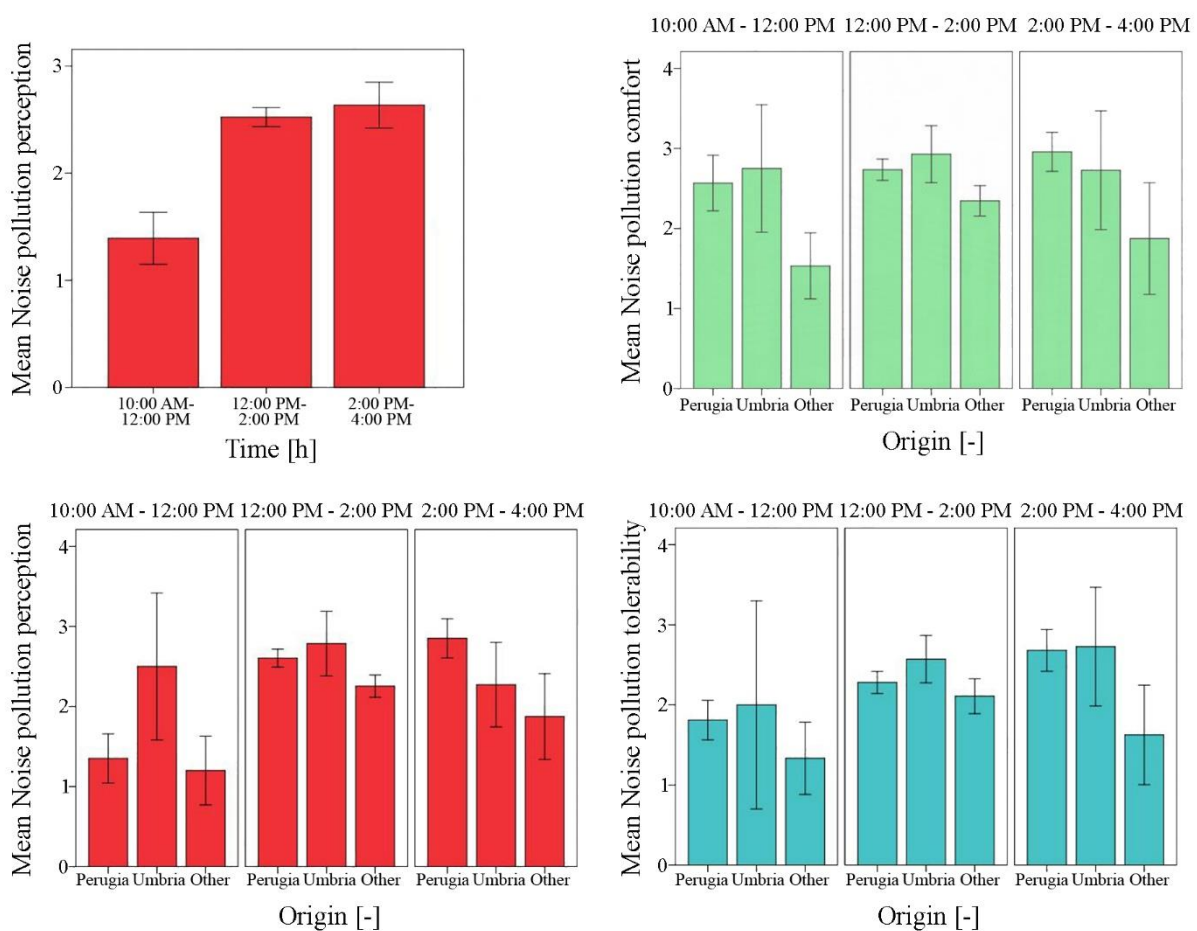 Mean Noise pollution perception
3
2
1
0
10:00 AM-
12:00 PM
12:00 PM-
2:00 PM
2:00 PM-
4:00 PM
Time [h]
10:00 AM - 12:00 PM 12:00 PM - 2:00 PM 2:00 PM - 4:00 PM
Mean Noise pollution comfort
4
3
2
1
0
Perugia Umbria Other Perugia Umbria Other Perugia Umbria Other
Origin [-]
10:00 AM - 12:00 PM 12:00 PM - 2:00 PM 2:00 PM - 4:00 PM
Mean Noise pollution perception
4
3
2
1
0
Perugia Umbria Other Perugia Umbria Other Perugia Umbria Other
Origin [-]
10:00 AM - 12:00 PM 12:00 PM - 2:00 PM 2:00 PM - 4:00 PM
Mean Noise pollution tolerability
4
3
2
1
0
Perugia Umbria Other Perugia Umbria Other Perugia Umbria Other
Origin [-]